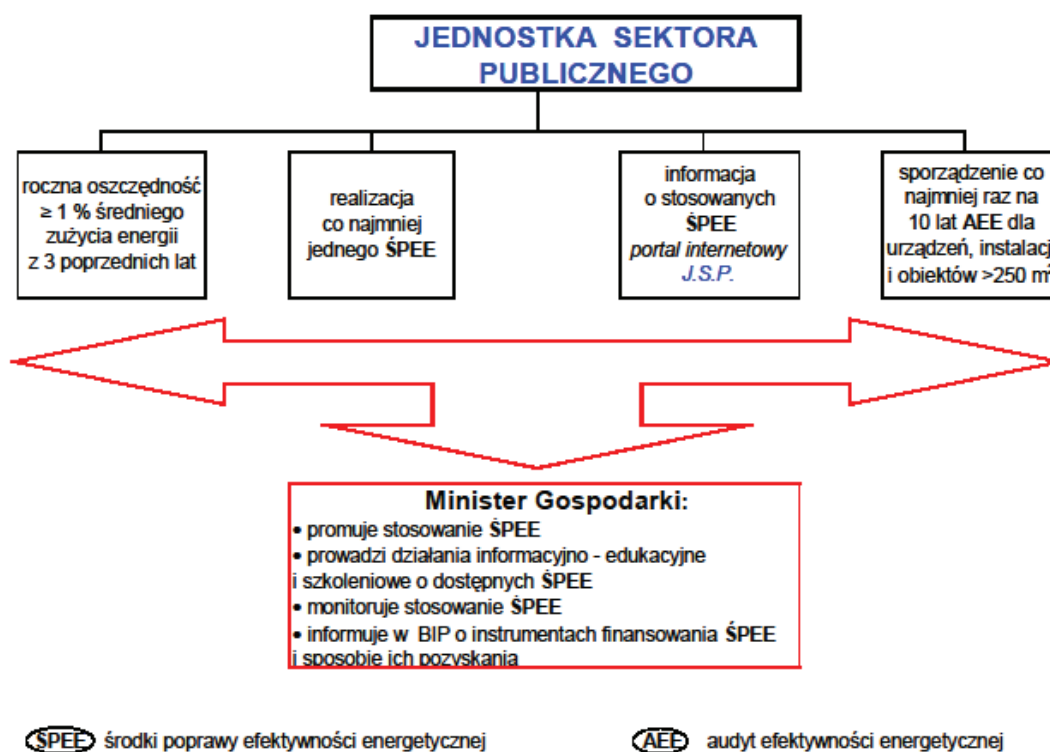 JEDNOSTKA SEKTORA
PUBLICZNEGO
roczna oszczędność
≥ 1 % średniego
zużycia energii
z 3 poprzednich lat
realizacja
co najmniej
jednego ŚPEE
informacja
o stosowanych
ŚPEE
portal internetowy
J.S.P.
sporządzenie co
najmniej raz na
10 lat AEE dla
urządzeń, instalacj
i obiektów >250 m²
Minister Gospodarki:
• promuje stosowanie ŚPEE
• prowadzi działania informacyjno - edukacyjne
i szkoleniowe o dostępnych ŚPEE
• monitoruje stosowanie ŚPEE
• informuje w BIP o instrumentach finansowania ŚPEE
i sposobie ich pozyskania
ŚPEE środki poprawy efektywności energetycznej
AEE audyt efektywności energetycznej